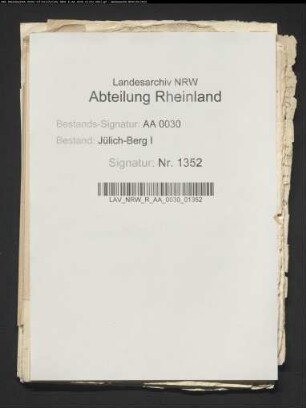 Landesarchiv NRW
Abteilung Rheinland
Bestands-Signatur: AA 0030
Bestand: Jülich-Berg I
Signatur: Nr. 1352
LAV_NRW_R_AA_0030_01352